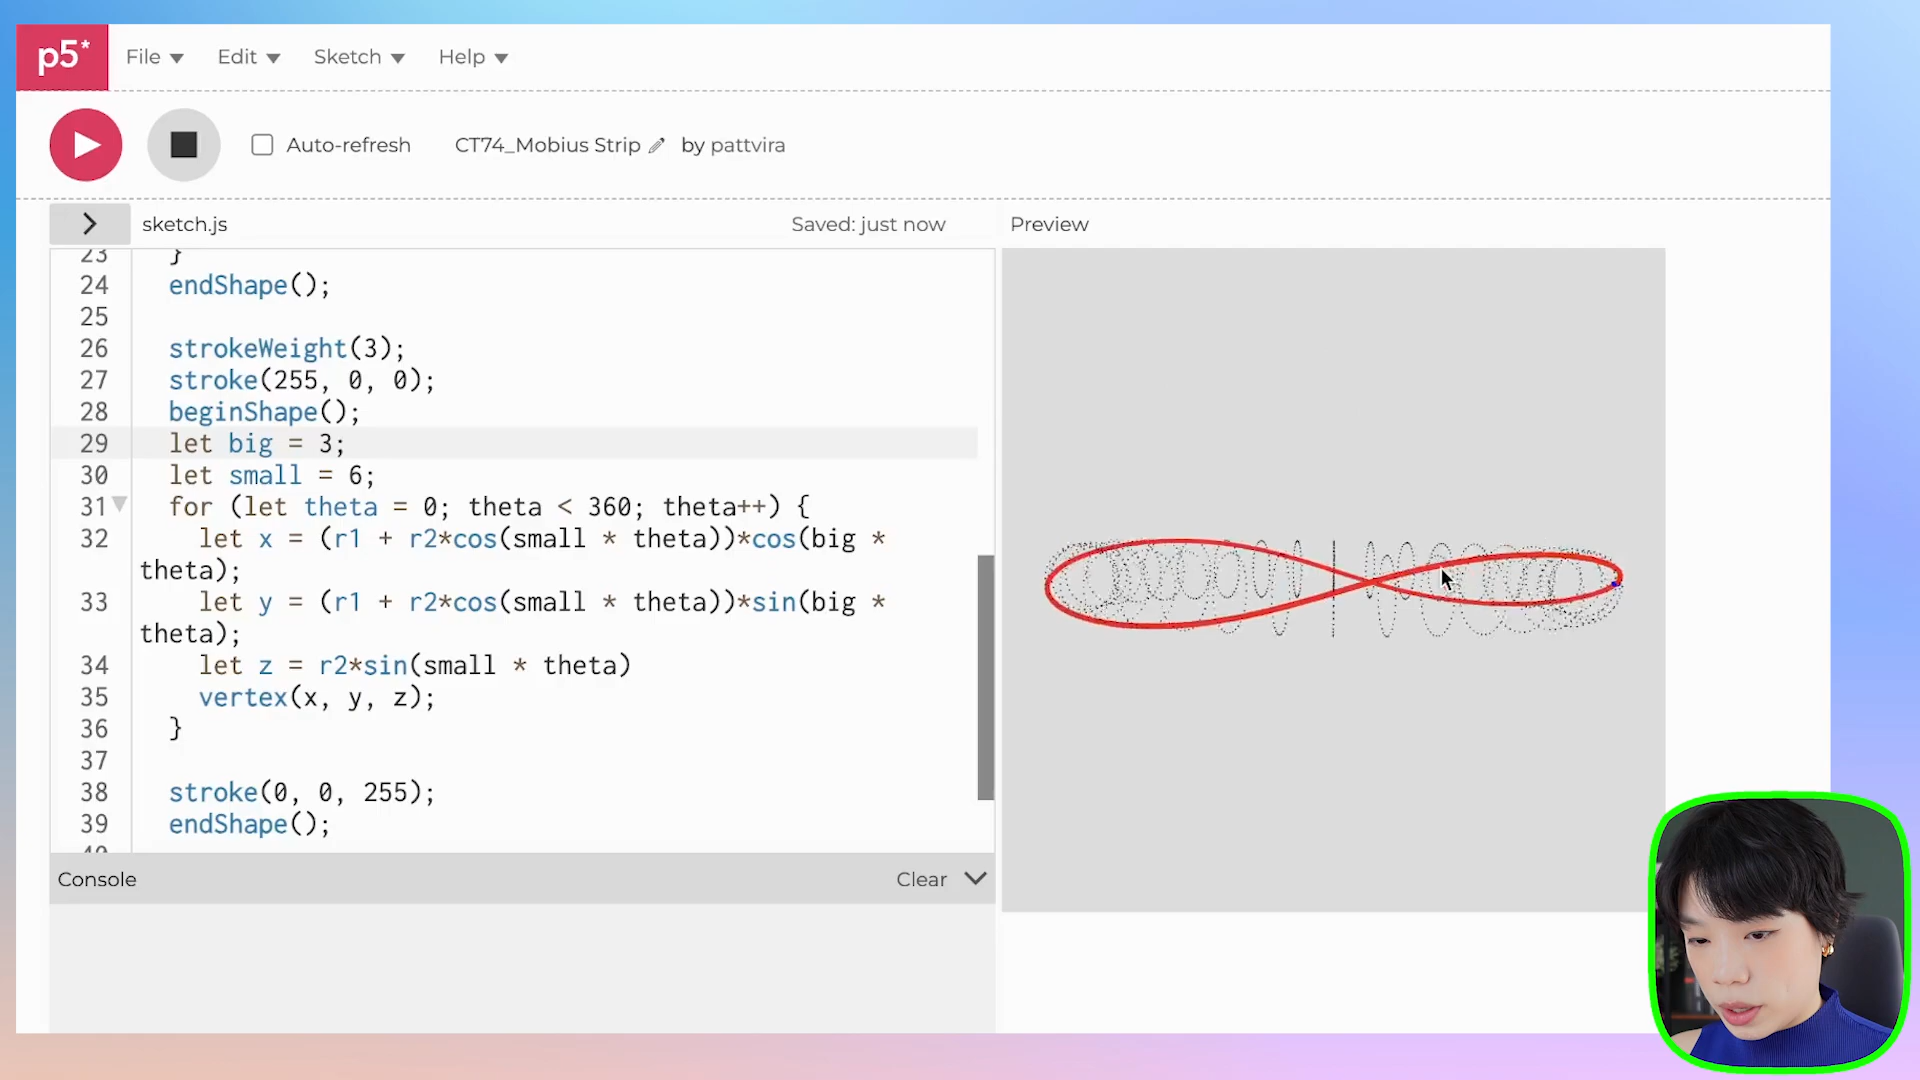 p5* File Edit Sketch Help
Auto-refresh CT74_Mobius Strip by pattvira
sketch.js Saved: just now Preview
23 }
24 endShape();
25
26 strokeWeight(3);
27 stroke(255, 0, 0);
28 beginShape();
29 let big = 3;
30 let small = 6;
31 for (let theta = 0; theta < 360; theta++) {
32 let x = (r1 + r2*cos(small * theta))*cos(big *
theta);
33 let y = (r1 + r2*cos(small * theta))*sin(big *
theta);
34 let z = r2*sin(small * theta)
35 vertex(x, y, z);
36 }
37
38 stroke(0, 0, 255);
39 endShape();
Console Clear